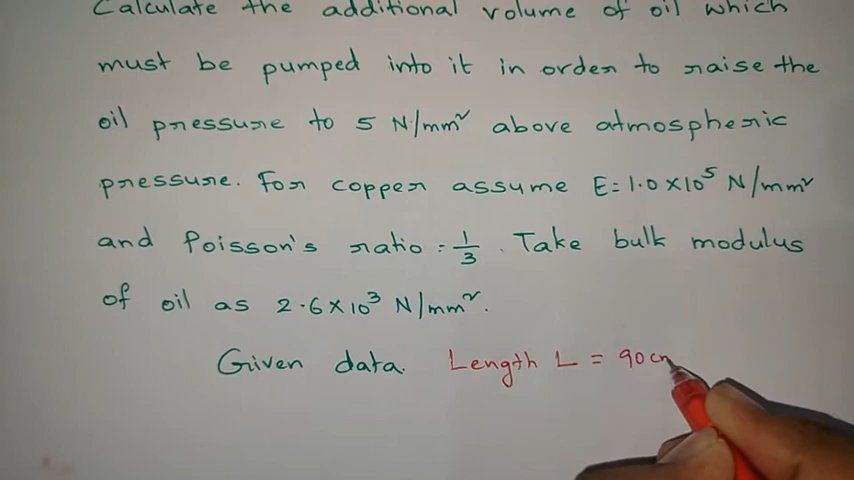 Calculate the additional volume of oil which
must be pumped into it in order to raise the
oil pressure to 5 N/mm² above atmospheric
pressure. For copper assume E=1.0×10⁵ N/mm²
and Poisson's ratio = 1/3. Take bulk modulus
of oil as 2.6×10³ N/mm².
Given data. Length L = 90cm